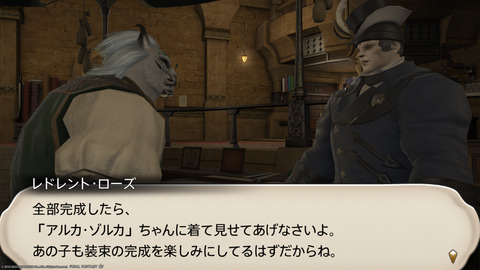 レドレント・ローズ
全部完成したら、
「アルカ・ゾルカ」ちゃんに着て見せてあげなさいよ。
あの子も装束の完成を楽しみにしてるはずだからね。